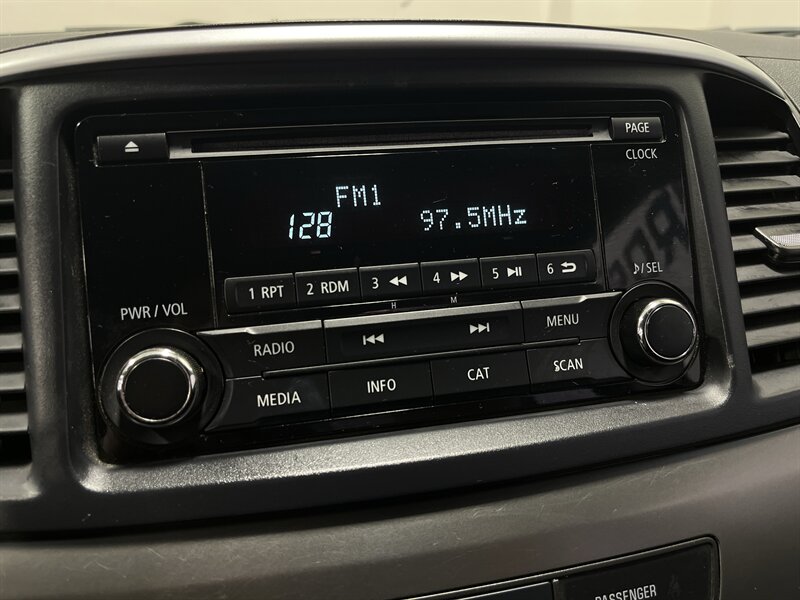 PAGE
CLOCK
FM1
128 97.5MHz
1 RPT 2 RDM 3 4 5 6
♪/SEL
H M
PWR / VOL
RADIO MENU
MEDIA INFO CAT SCAN
PASSENGER